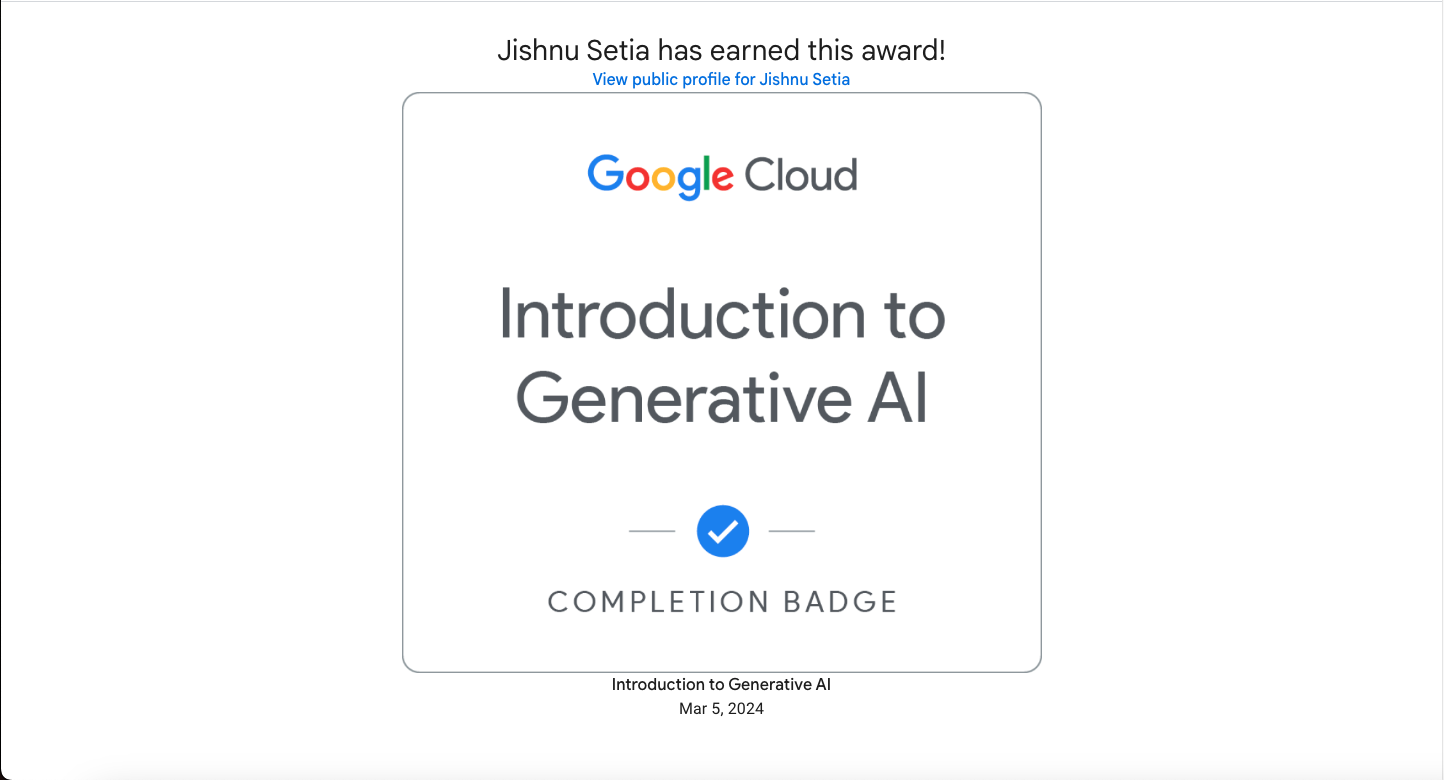 Jishnu Setia has earned this award!
View public profile for Jishnu Setia
Google Cloud
Introduction to
Generative AI
COMPLETION BADGE
Introduction to Generative AI
Mar 5, 2024